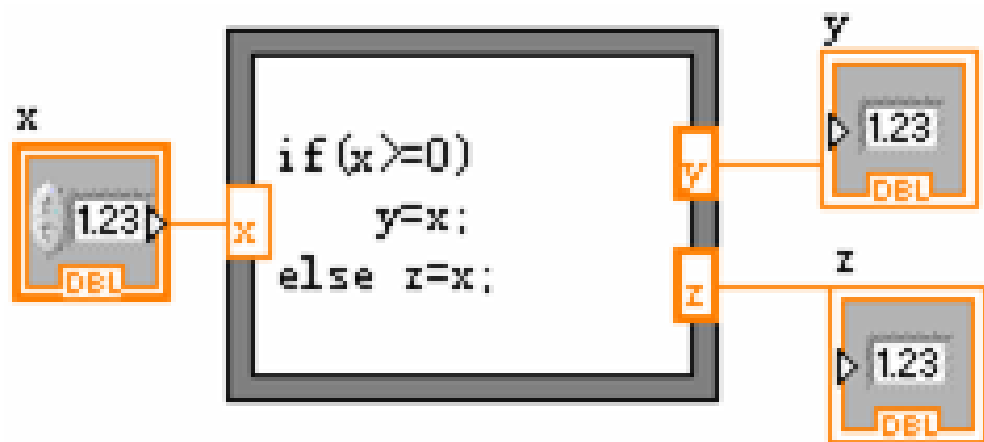 x
1.23
DBL
x
if(x>=0)
y=x;
else z=x;
y
z
y
1.23
DBL
z
1.23
DBL